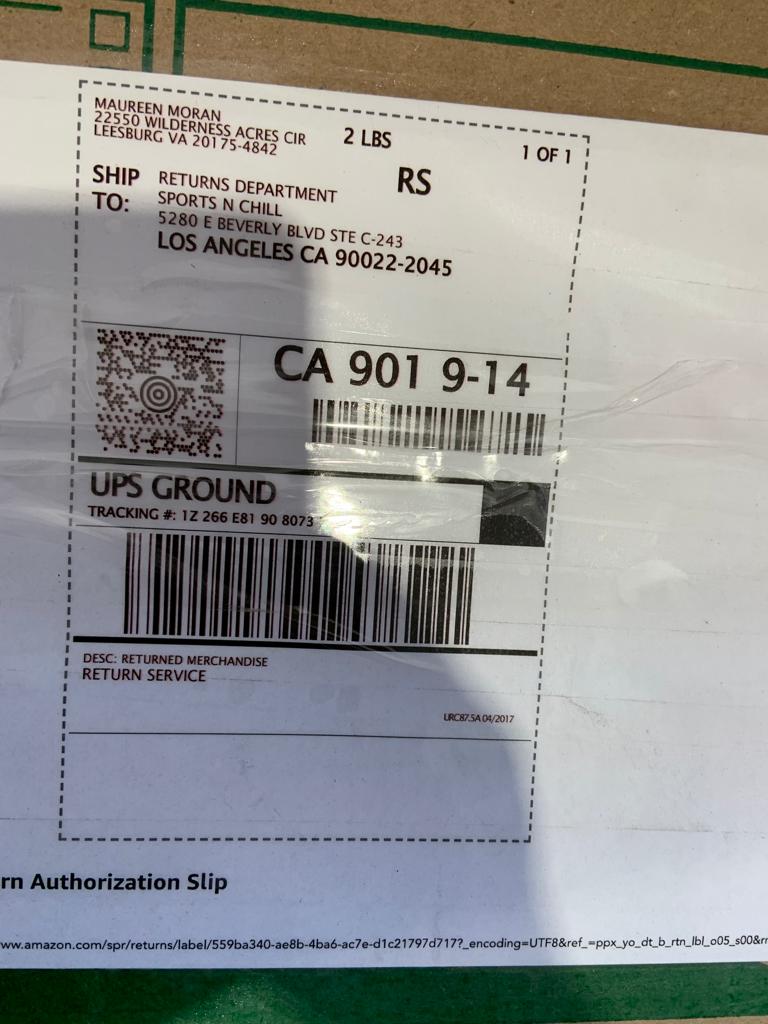 MAUREEN MORAN
22550 WILDERNESS ACRES CIR
LEESBURG VA 20175-4842
2 LBS
1 OF 1
RS
SHIP TO:
RETURNS DEPARTMENT
SPORTS N CHILL
5280 E BEVERLY BLVD STE C-243
LOS ANGELES CA 90022-2045
CA 901 9-14
UPS GROUND
TRACKING #: 1Z 266 E81 90 8073
DESC: RETURNED MERCHANDISE
RETURN SERVICE
URC87.5A 04/2017
rn Authorization Slip
ww.amazon.com/spr/returns/label/559ba340-ae8b-4ba6-ac7e-d1c21797d717?_encoding=UTF8&ref_=ppx_yo_dt_b_rtn_lbl_o05_s00&rr